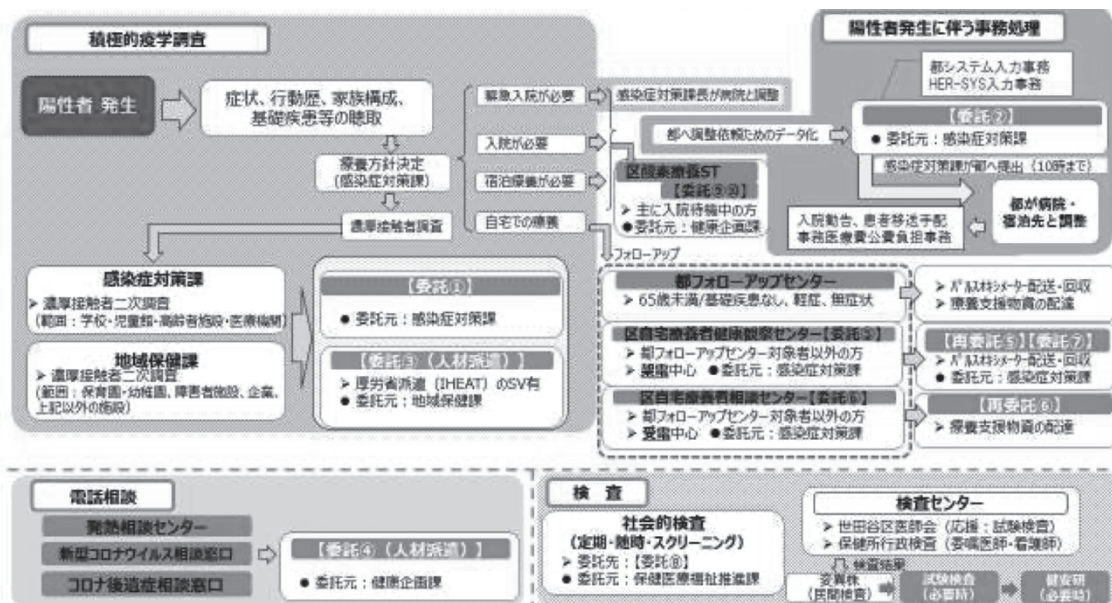 積極的疫学調査
陽性者 発生
症状、行動歴、家族構成、
基礎疾患等の聴取
療養方針決定
(感染症対策課)
濃厚接触者調査
緊急入院が必要
入院が必要
宿泊療養が必要
自宅での療養
感染症対策課長が病院と調整
都へ調整依頼ためのデータ化
区酸素療養ST
【委託⑨⑩】
➤ 主に入院待機中の方
● 委託元:健康企画課
フォローアップ
陽性者発生に伴う事務処理
都システム入力事務
HER-SYS入力事務
【委託②】
● 委託元:感染症対策課
感染症対策課が都へ提出(10時まで)
都が病院・
宿泊先と調整
入院勧告、患者移送手配
事務医療費公費負担事務
感染症対策課
➤ 濃厚接触者二次調査
(範囲:学校・児童館・高齢者施設・医療機関)
地域保健課
➤ 濃厚接触者二次調査
(範囲:保育園・幼稚園、障害者施設、企業、
上記以外の施設)
【委託①】
● 委託元:感染症対策課
【委託③(人材派遣)】
➤ 厚労省派遣(IHEAT)のSV有
● 委託元:地域保健課
都フォローアップセンター
➤ 65歳未満/基礎疾患なし、軽症、無症状
➤ パルスオキシメーター配送・回収
➤ 療養支援物資の配達
区自宅療養者健康観察センター
➤ 都フォローアップセンター対象者以外の方
➤ 架電中心 ● 委託元:感染症対策課
【再委託⑤】【委託⑦】
➤ パルスオキシメーター配送・回収
● 委託元:感染症対策課
区自宅療養者相談センター【委託⑥】
➤ 都フォローアップセンター対象者以外の方
➤ 受電中心 ● 委託元:感染症対策課
【再委託⑥】
➤ 療養支援物資の配達
電話相談
発熱相談センター
新型コロナウイルス相談窓口
コロナ後遺症相談窓口
【委託④(人材派遣)】
● 委託元:健康企画課
検 査
社会的検査
(定期・随時・スクリーニング)
➤ 委託先:【委託⑧】
● 委託元:保健医療福祉推進課
検査センター
➤ 世田谷区医師会(応援:試験検査)
➤ 保健所行政検査(委嘱医師・看護師)
検査結果
変異株
(民間検査)
試験検査
(必要時)
健安研
(必要時)